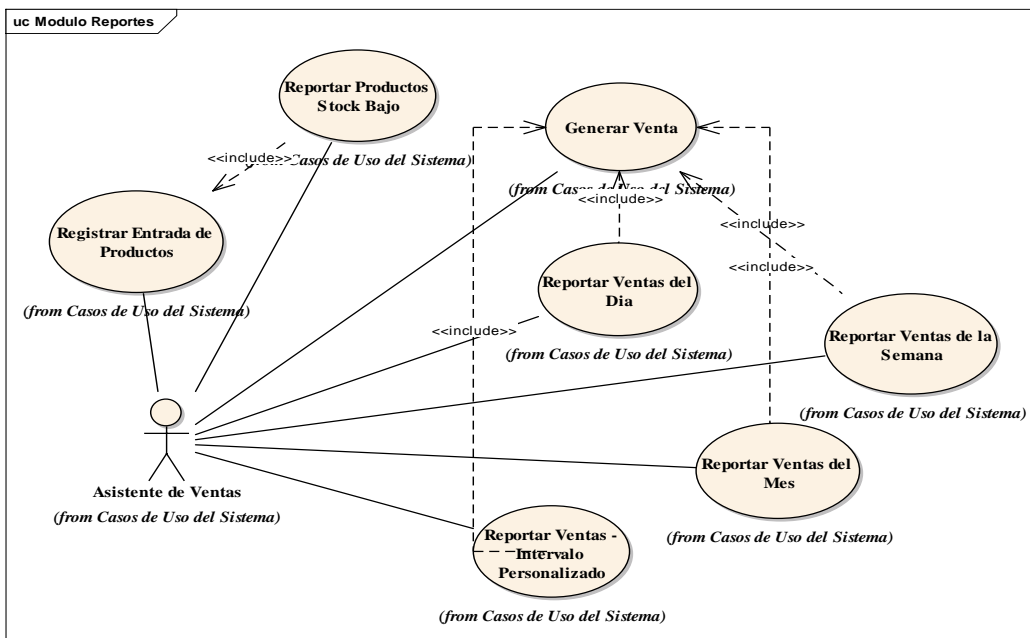 uc Modulo Reportes
Reportar Productos
Stock Bajo
<<include>>
Casos de Uso del Sistema)
Generar Venta
(from Casos de Uso del Sistema)
<<include>>
Registrar Entrada de
Productos
(from Casos de Uso del Sistema)
<<include>>
<<include>>
Reportar Ventas del
Dia
(from Casos de Uso del Sistema)
<<include>>
Reportar Ventas de la
Semana
(from Casos de Uso del Sistema)
Asistente de Ventas
(from Casos de Uso del Sistema)
Reportar Ventas del
Mes
(from Casos de Uso del Sistema)
Reportar Ventas -
Intervalo
Personalizado
(from Casos de Uso del Sistema)